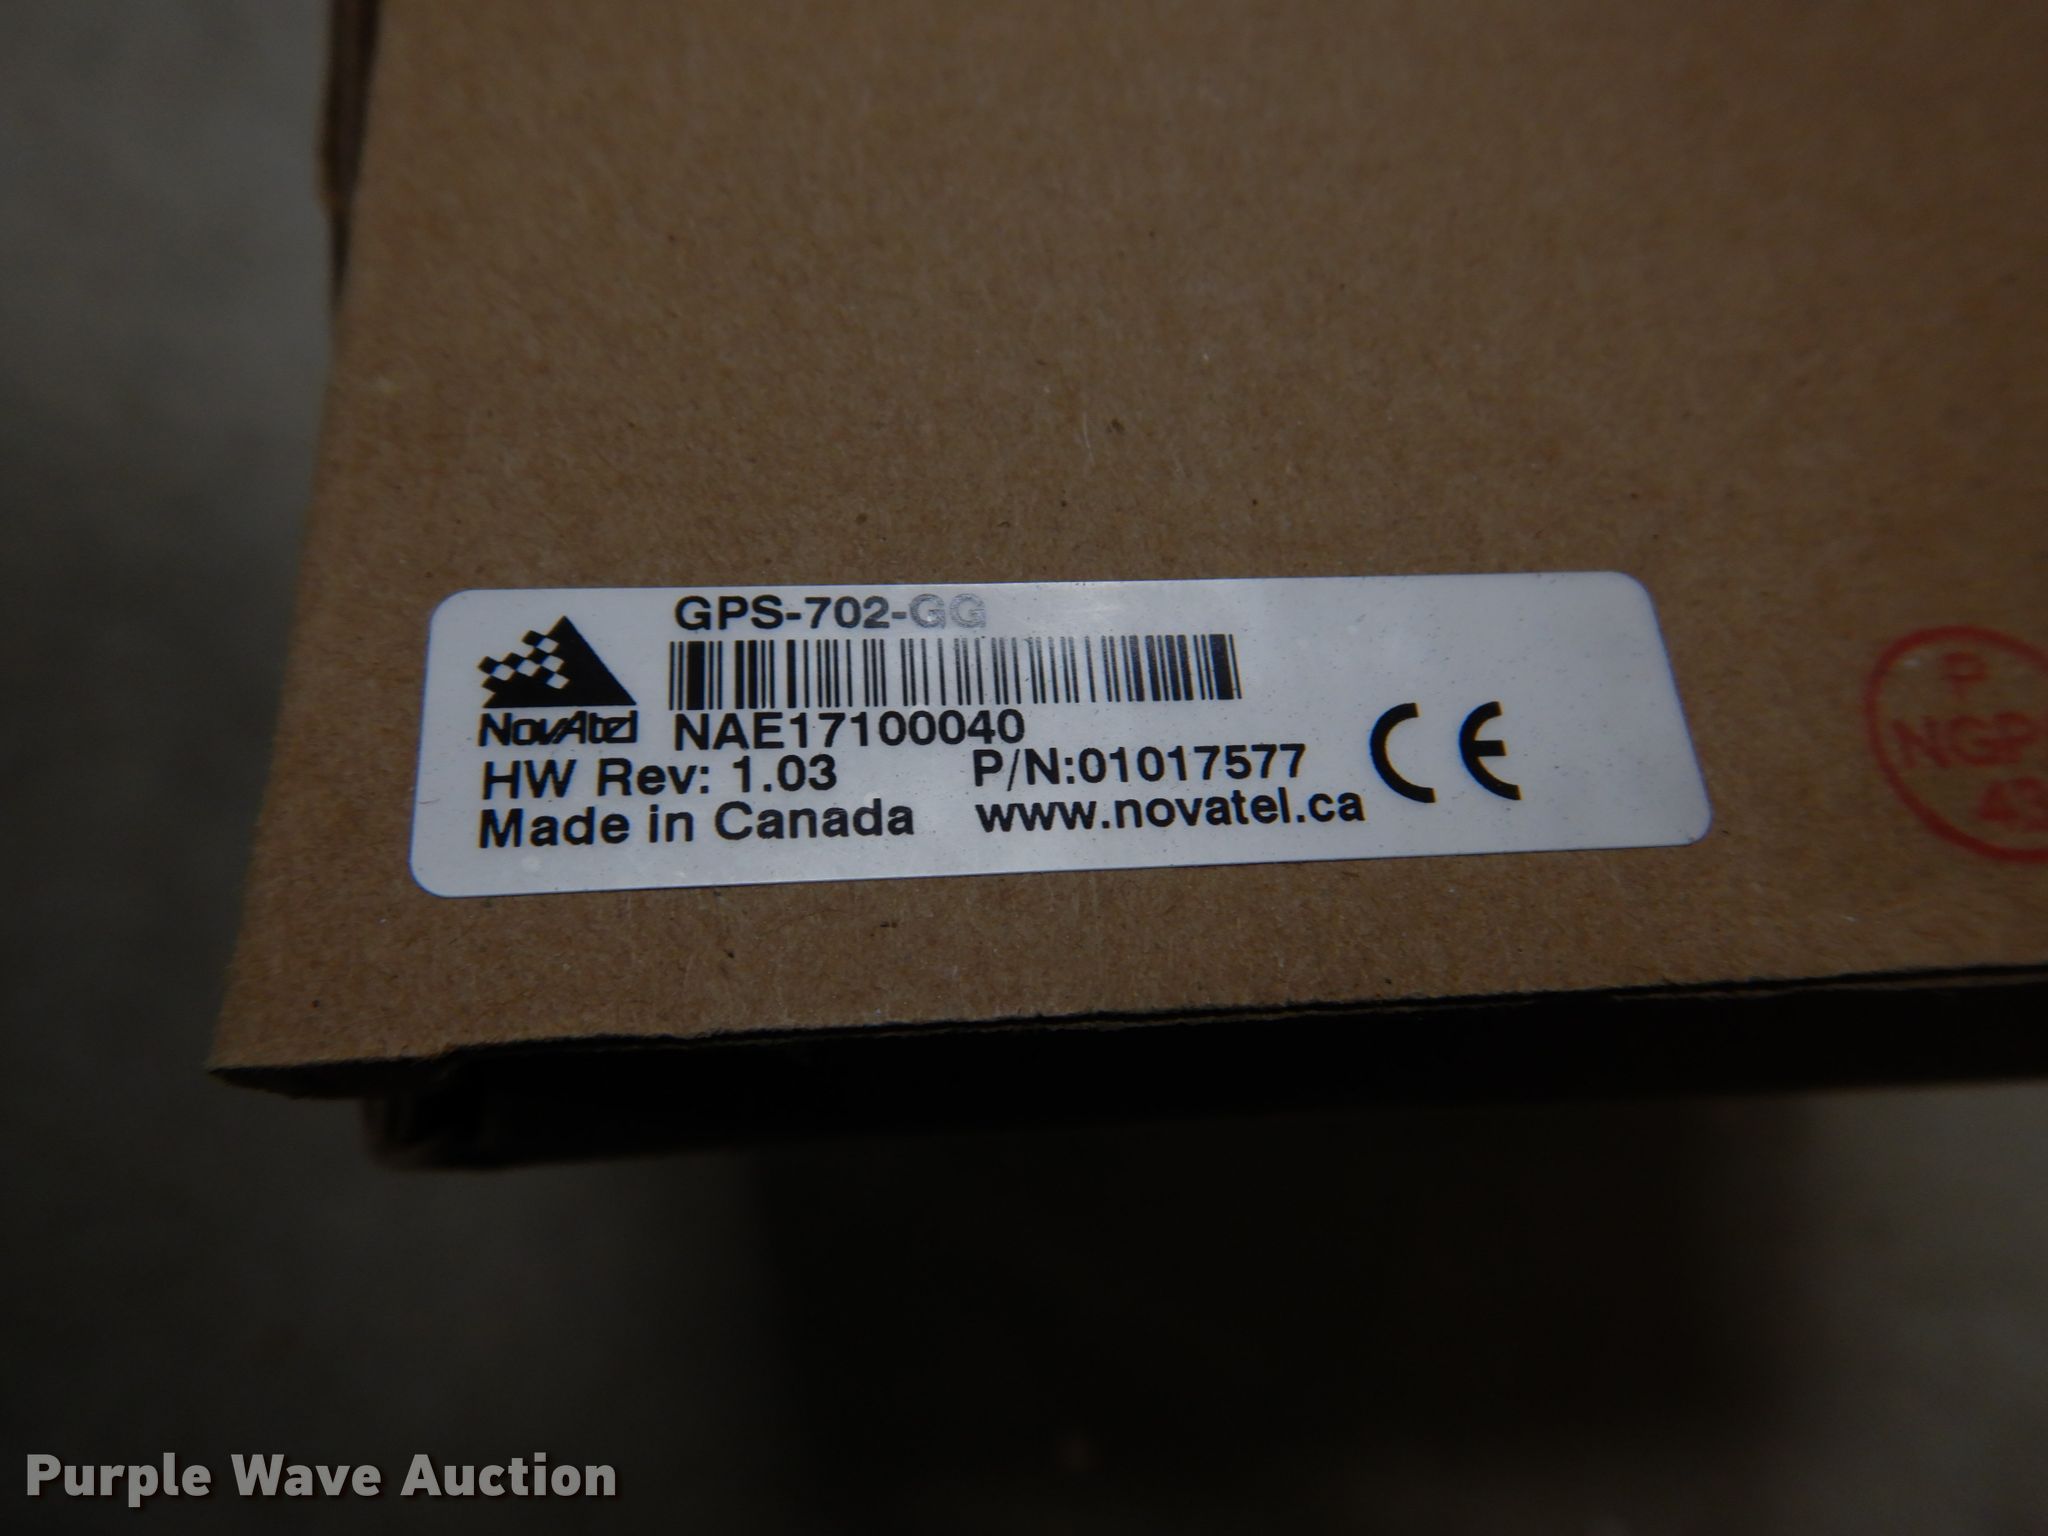 GPS-702-GG
NovAtel
NAE17100040
HW Rev: 1.03 P/N:01017577
Made in Canada www.novatel.ca
CE
P
43
Purple Wave Auction